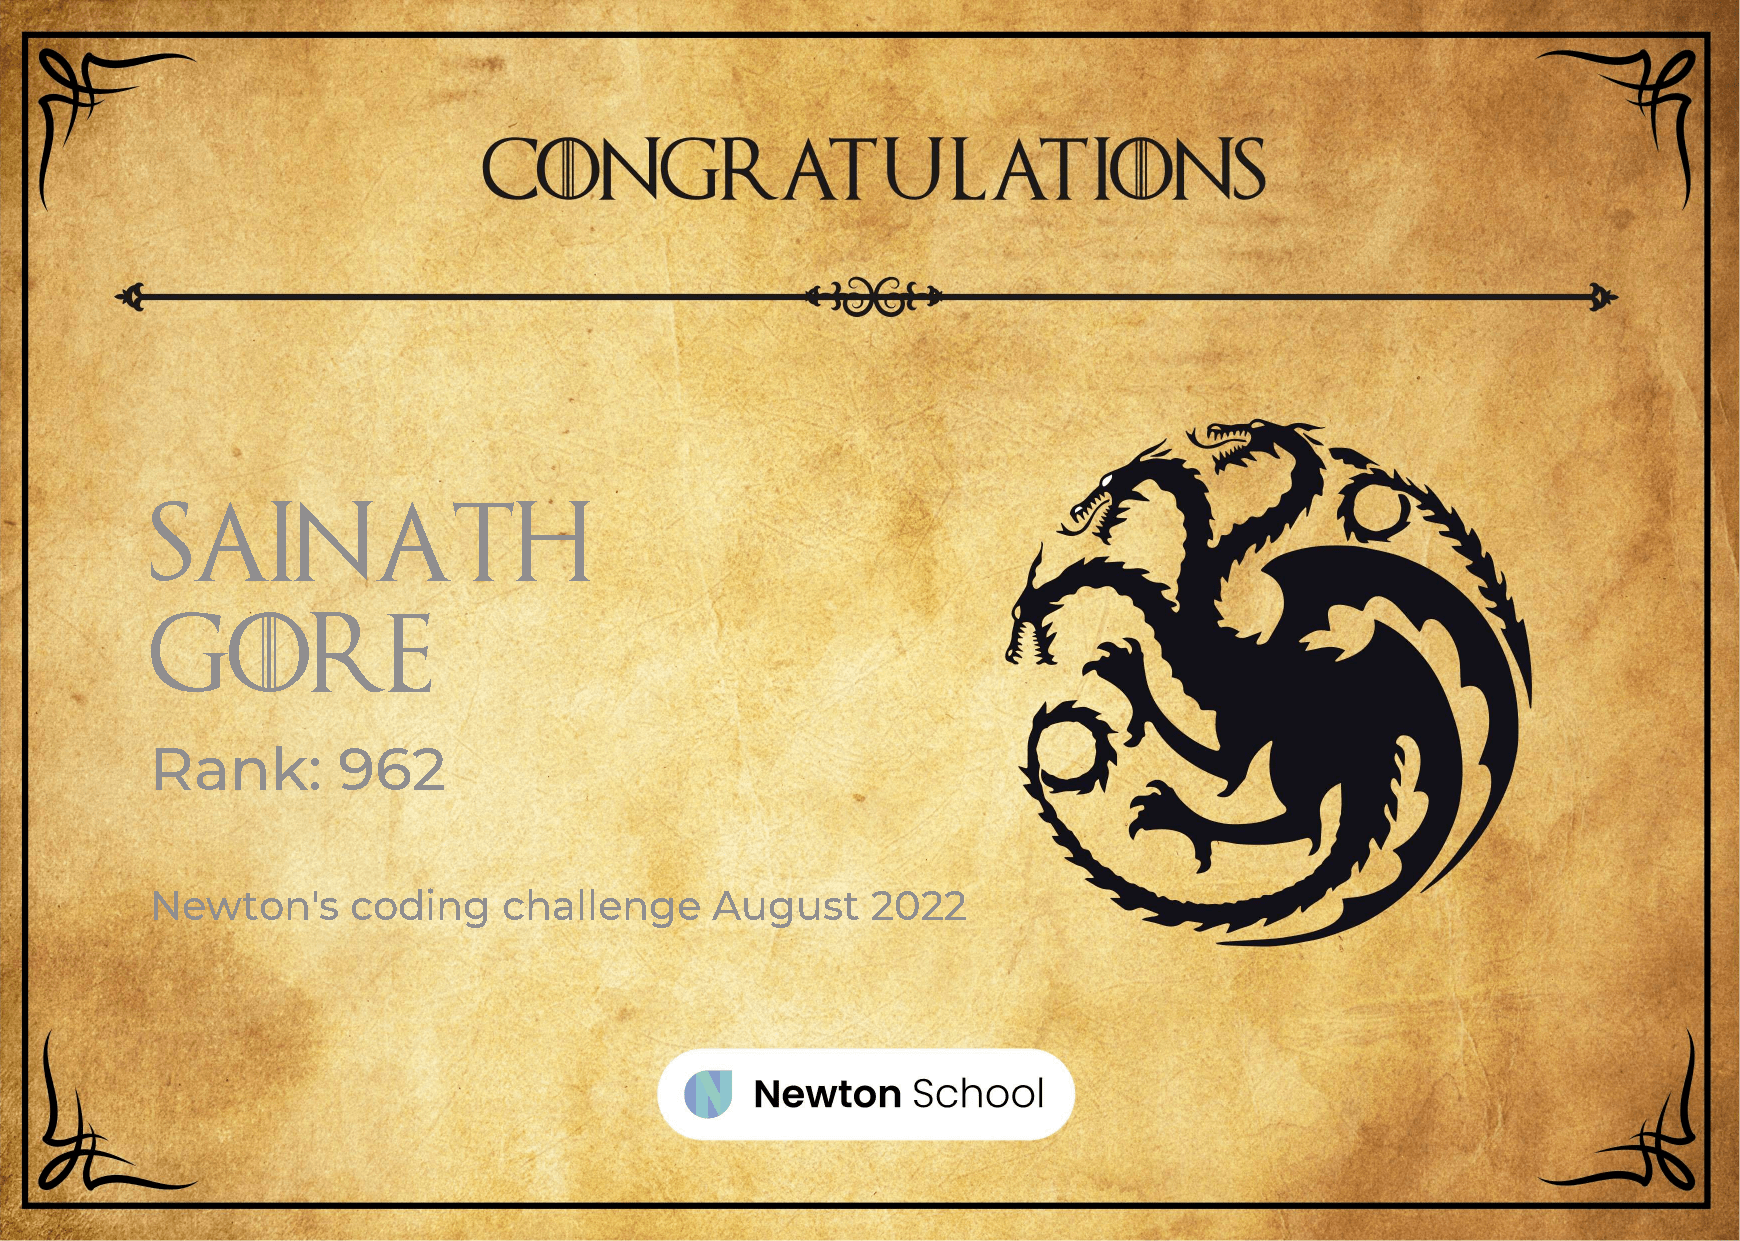 CONGRATULATIONS
SAINATH
GORE
Rank: 962
Newton's coding challenge August 2022
Newton School